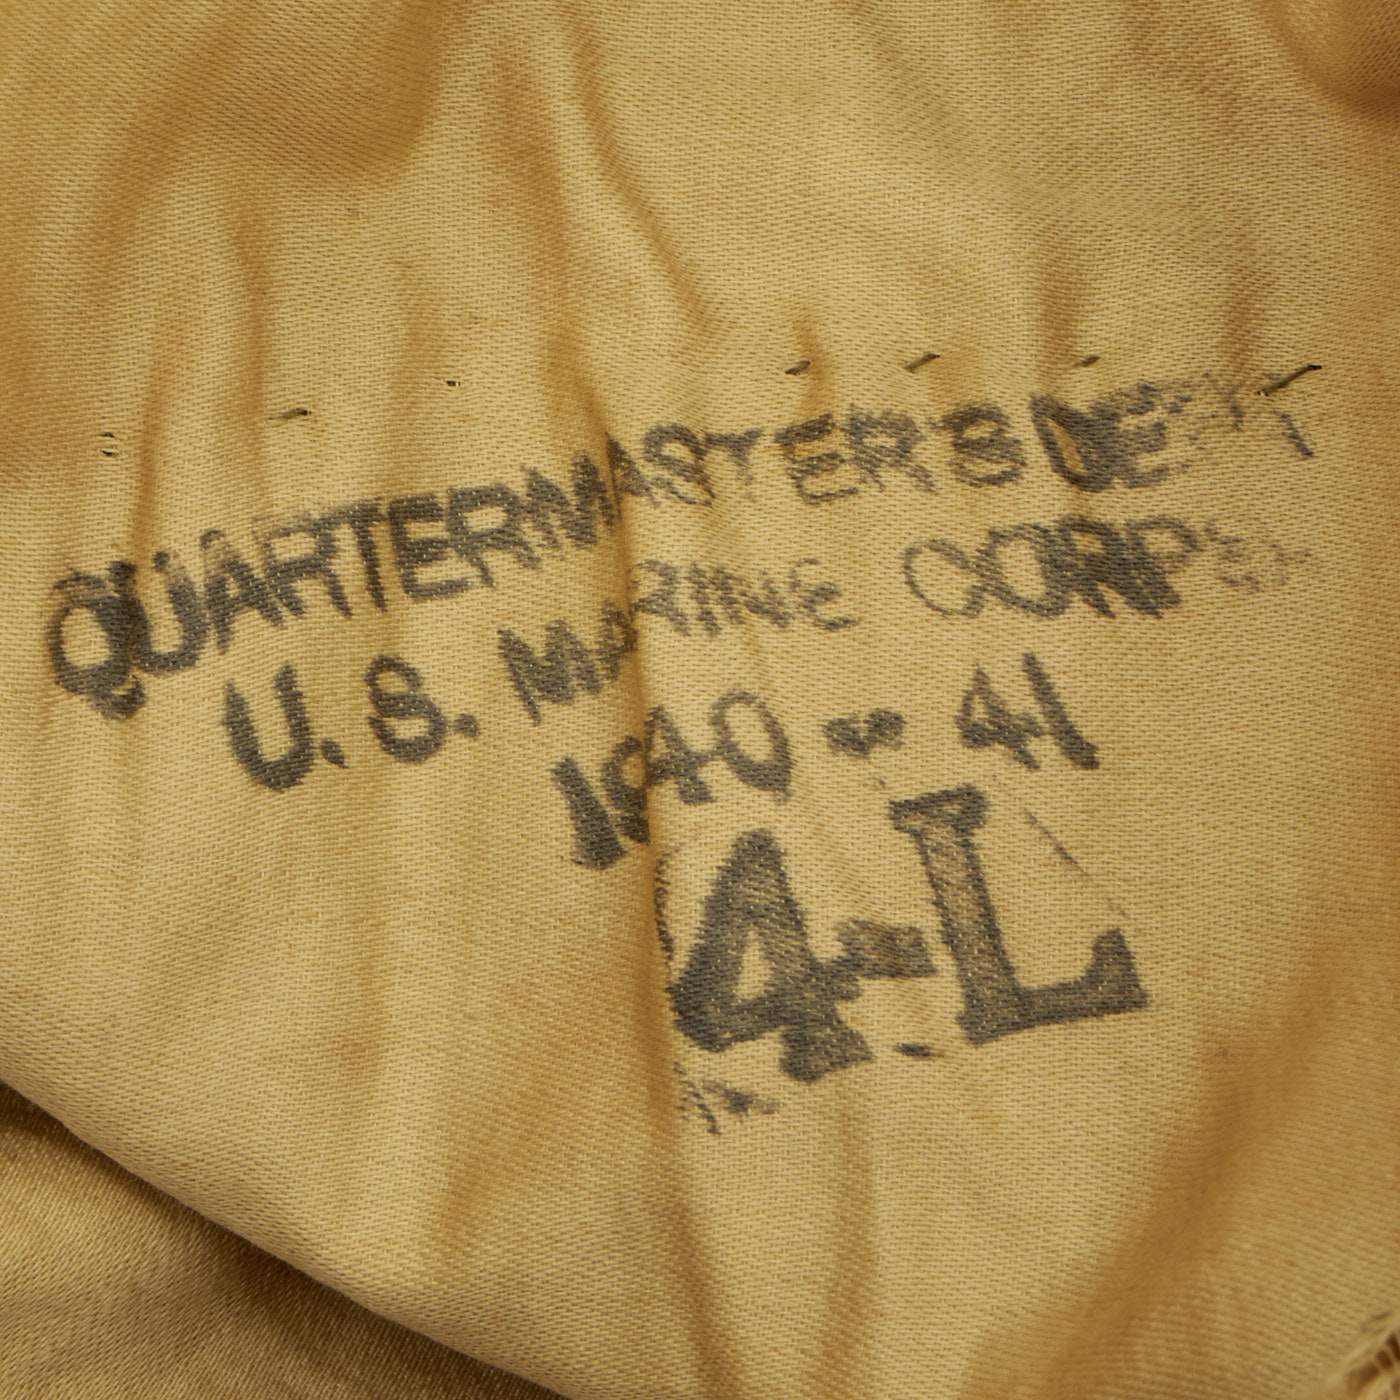 QUARTERMASTER'S DEPT
U.S. MARINE CORPS
1940-41
4-L